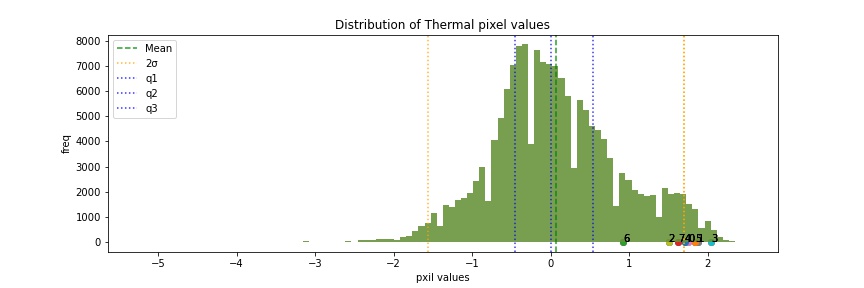 Distribution of Thermal pixel values
Mean
2σ
q1
q2
q3
freq
8000
7000
6000
5000
4000
3000
2000
1000
0
6
2
3
−5
−4
−3
−2
−1
0
1
2
pxil values